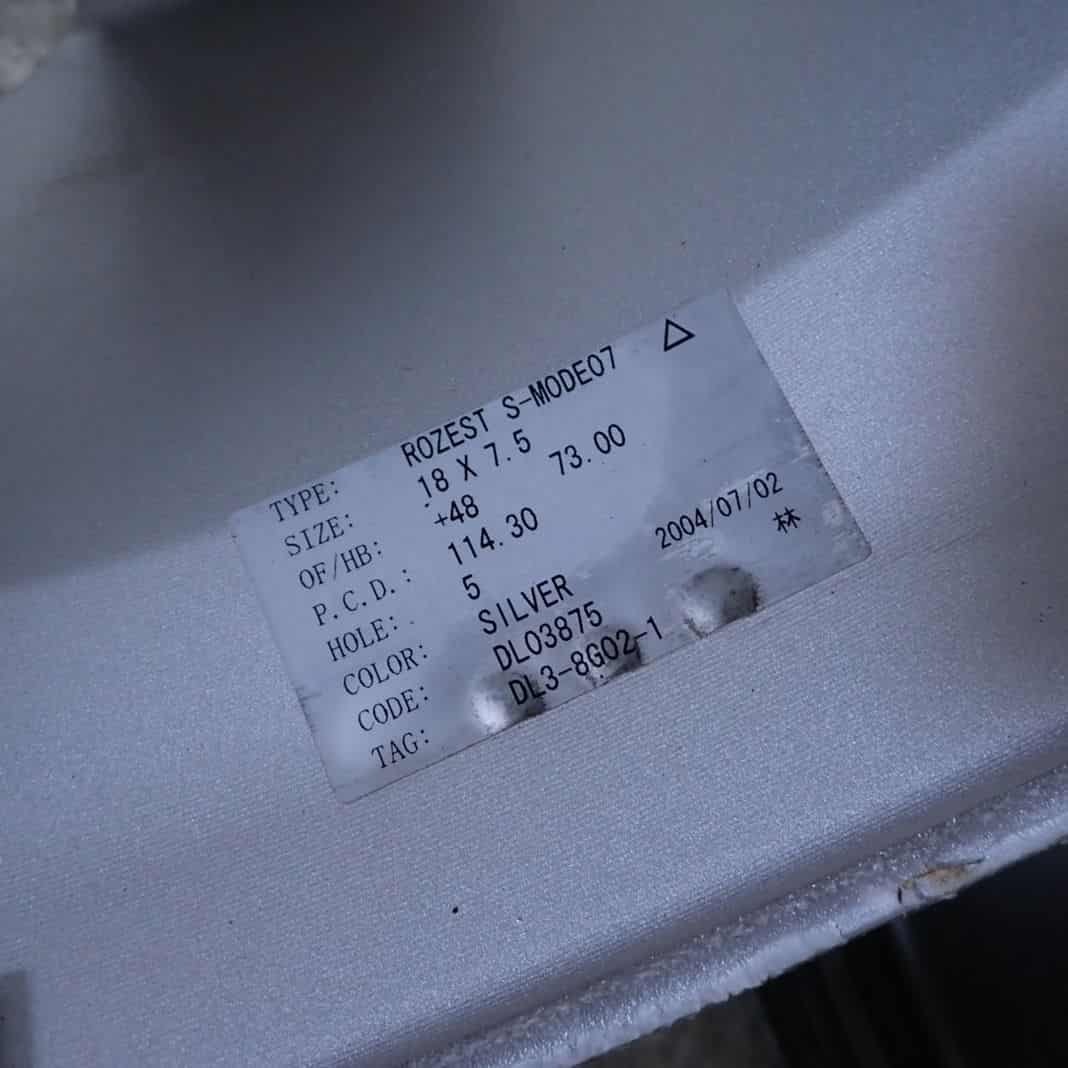 TYPE: ROZEST S-MODE07 △
SIZE: 18 X 7.5
OF/HB: +48 73.00
P.C.D.: 114.30
HOLE: 5
COLOR: SILVER 2004/07/02
CODE: DL03875 林
TAG: DL3-8G02-1